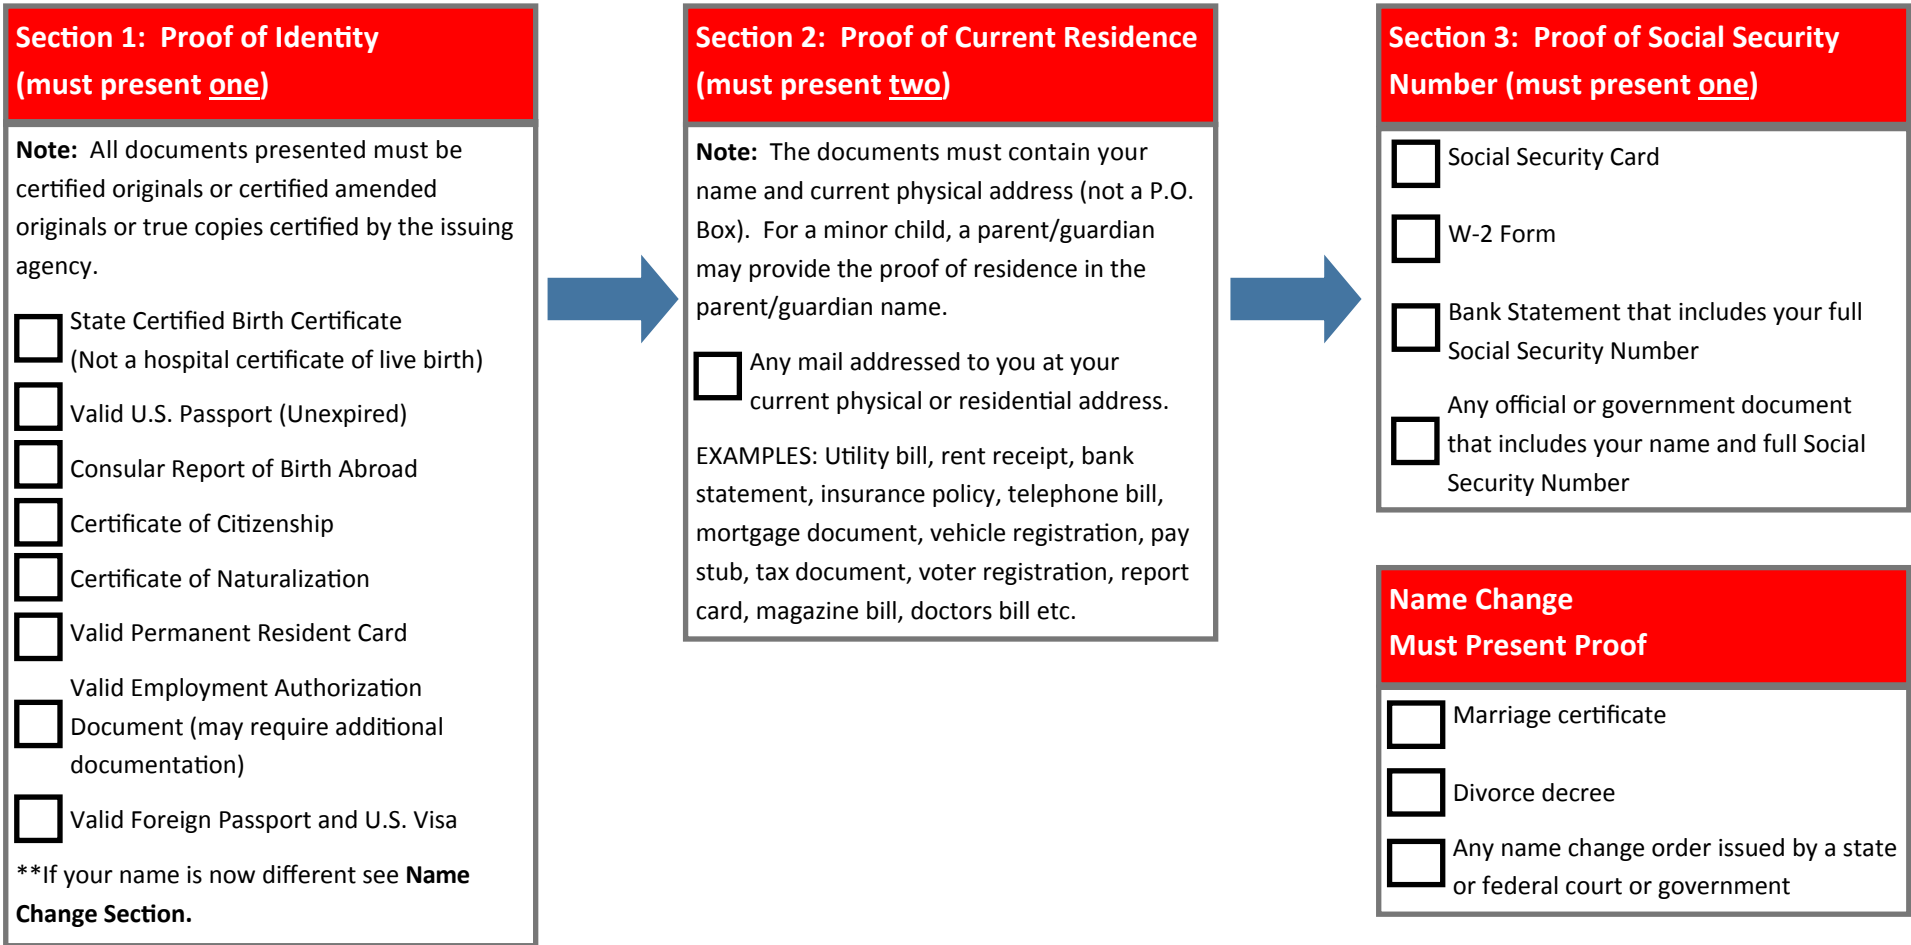 Section 1:  Proof of Identity
(must present one)
Note:  All documents presented must be
certified originals or certified amended
originals or true copies certified by the issuing
agency.
State Certified Birth Certificate
(Not a hospital certificate of live birth)
Valid U.S. Passport (Unexpired)
Consular Report of Birth Abroad
Certificate of Citizenship
Certificate of Naturalization
Valid Permanent Resident Card
Valid Employment Authorization
Document (may require additional
documentation)
Valid Foreign Passport and U.S. Visa
**If your name is now different see Name
Change Section.
Section 2:  Proof of Current Residence
(must present two)
Note:  The documents must contain your
name and current physical address (not a P.O.
Box).  For a minor child, a parent/guardian
may provide the proof of residence in the
parent/guardian name.
Any mail addressed to you at your
current physical or residential address.
EXAMPLES: Utility bill, rent receipt, bank
statement, insurance policy, telephone bill,
mortgage document, vehicle registration, pay
stub, tax document, voter registration, report
card, magazine bill, doctors bill etc.
Section 3:  Proof of Social Security
Number (must present one)
Social Security Card
W-2 Form
Bank Statement that includes your full
Social Security Number
Any official or government document
that includes your name and full Social
Security Number
Name Change
Must Present Proof
Marriage certificate
Divorce decree
Any name change order issued by a state
or federal court or government